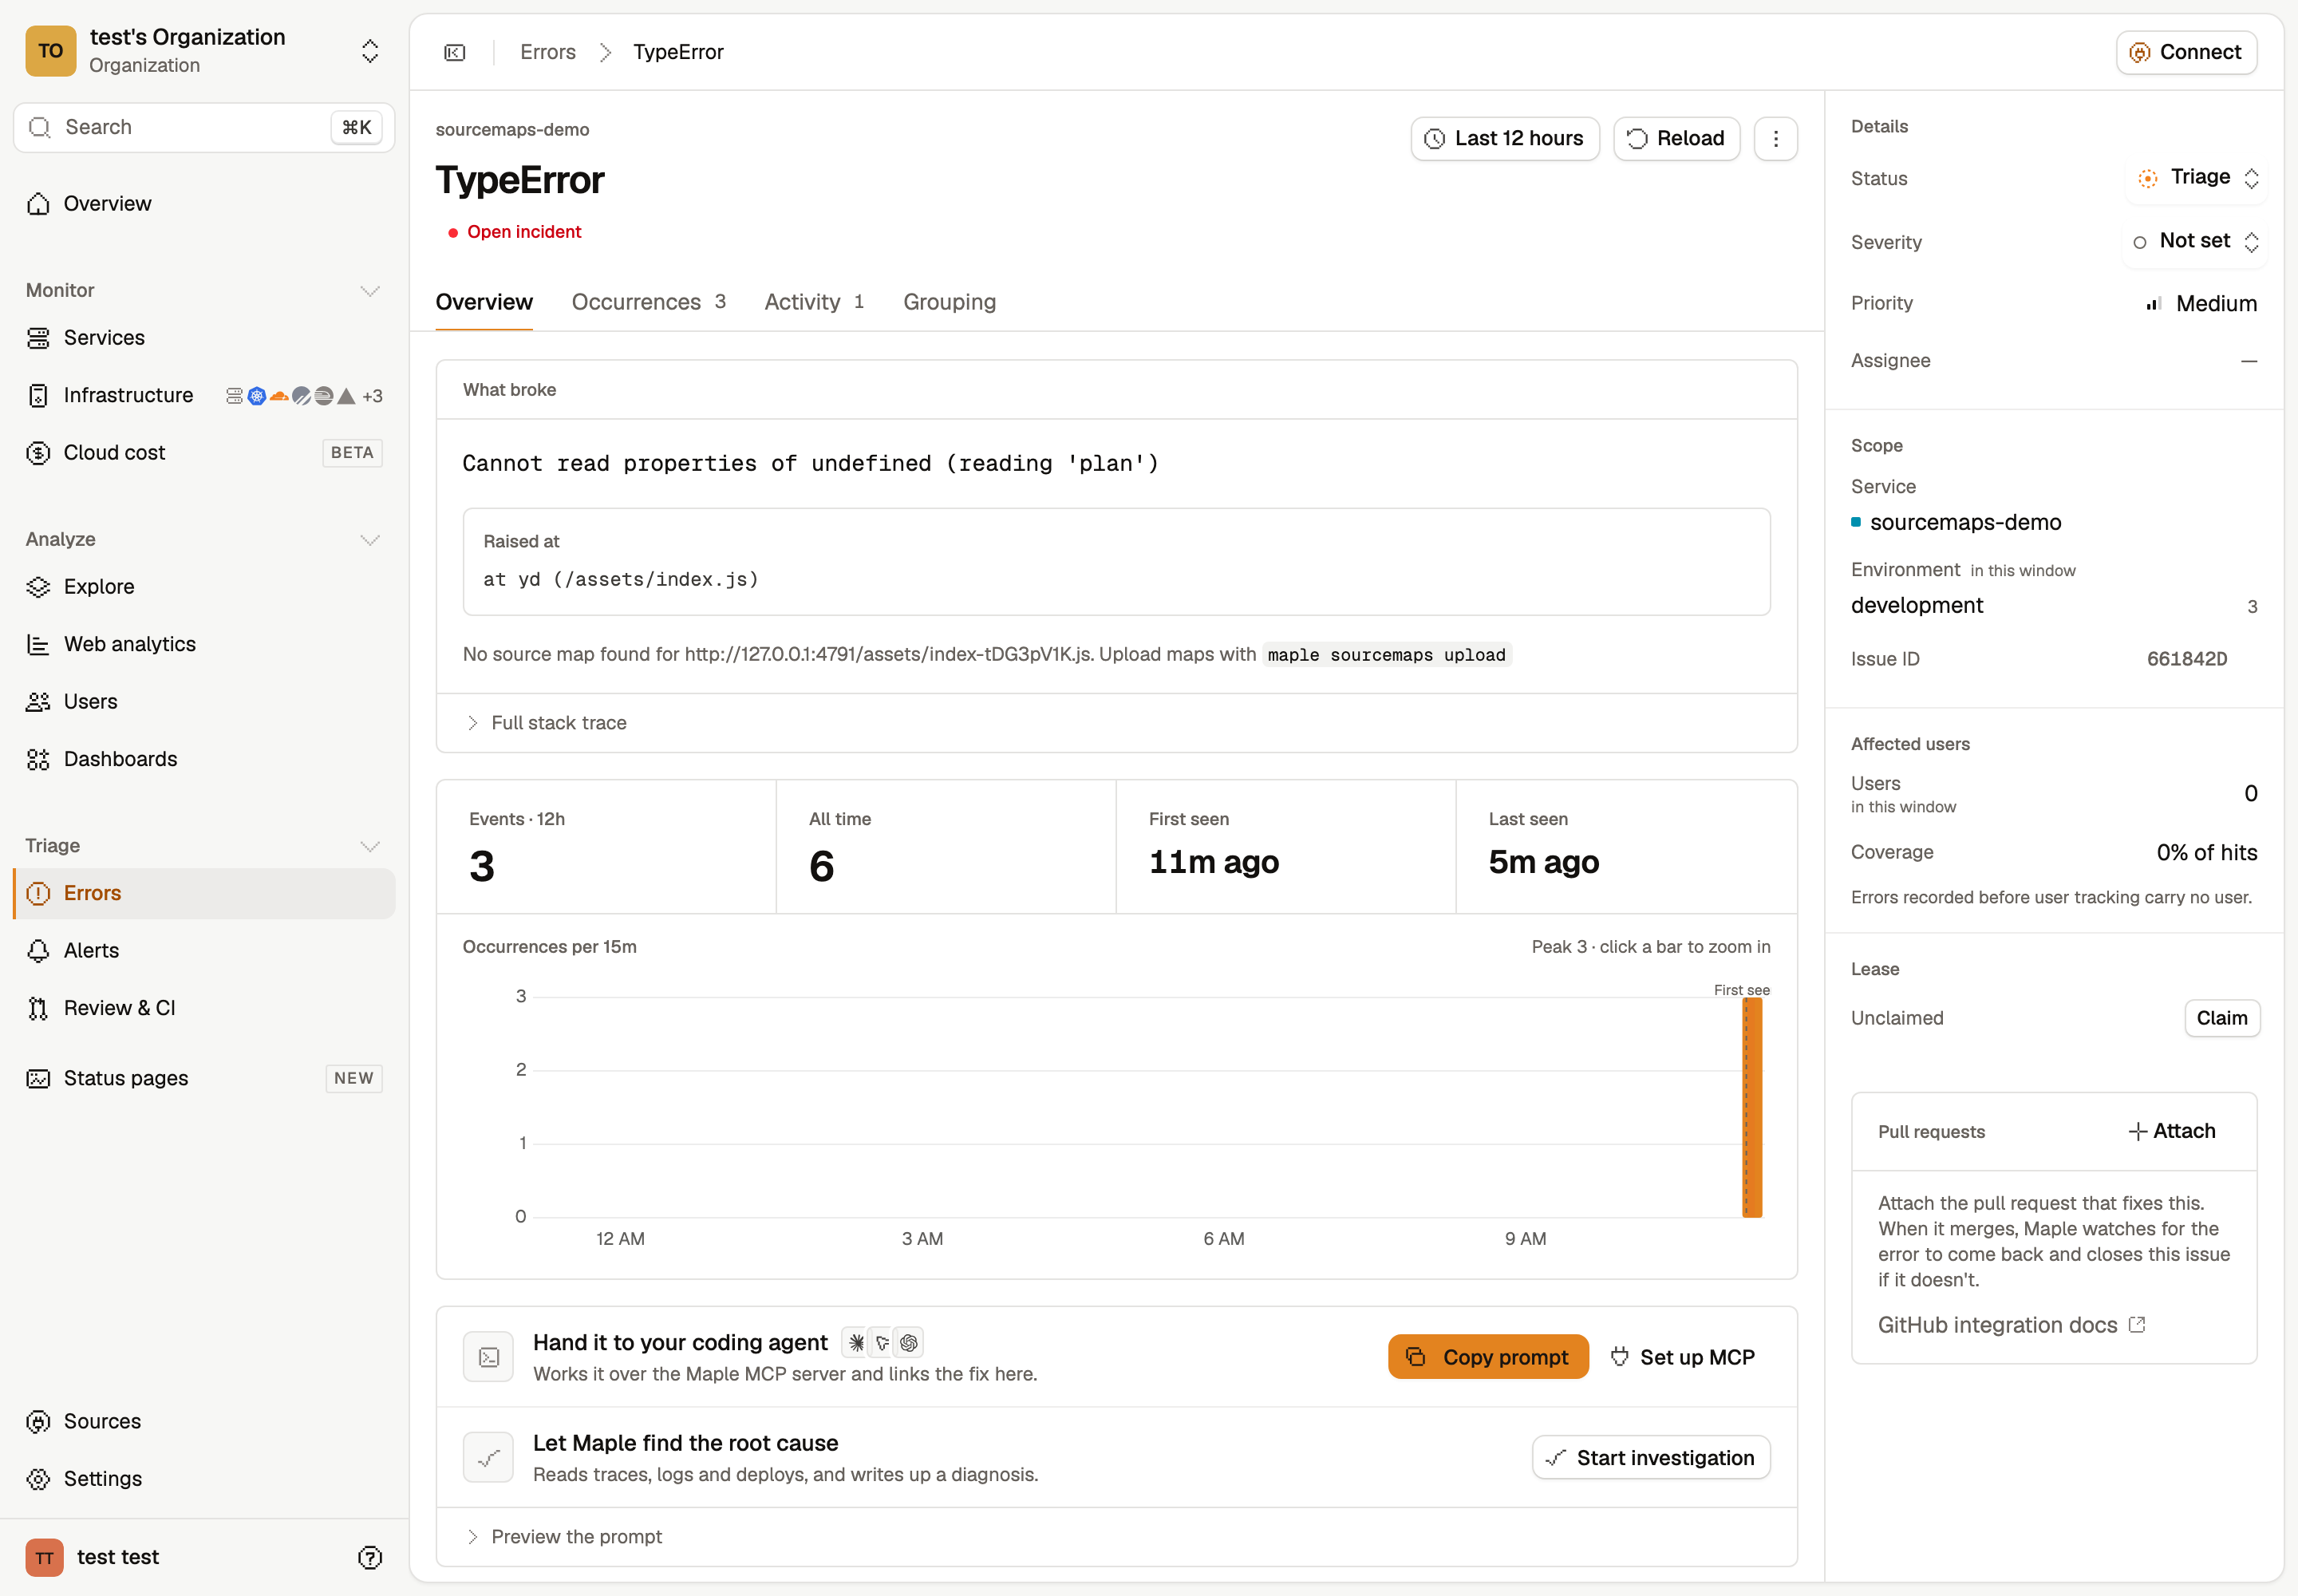 TO
test's Organization
Organization
Search
⌘K
Overview
Monitor
Services
Infrastructure
+3
Cloud cost
BETA
Analyze
Explore
Web analytics
Users
Dashboards
Triage
Errors
Alerts
Review & CI
Status pages
NEW
Sources
Settings
TT
test test
Errors
TypeError
Connect
sourcemaps-demo
TypeError
Open incident
Last 12 hours
Reload
Overview
Occurrences 3
Activity 1
Grouping
What broke
Cannot read properties of undefined (reading 'plan')
Raised at
at yd (/assets/index.js)
No source map found for http://127.0.0.1:4791/assets/index-tDG3pV1K.js. Upload maps with maple sourcemaps upload
Full stack trace
Events · 12h
3
All time
6
First seen
11m ago
Last seen
5m ago
Occurrences per 15m
Peak 3 · click a bar to zoom in
First see
3
2
1
0
12 AM
3 AM
6 AM
9 AM
Hand it to your coding agent
Works it over the Maple MCP server and links the fix here.
Copy prompt
Set up MCP
Let Maple find the root cause
Reads traces, logs and deploys, and writes up a diagnosis.
Start investigation
Preview the prompt
Details
Status
Triage
Severity
Not set
Priority
Medium
Assignee
—
Scope
Service
sourcemaps-demo
Environment in this window
development
3
Issue ID
661842D
Affected users
Users
in this window
0
Coverage
0% of hits
Errors recorded before user tracking carry no user.
Lease
Unclaimed
Claim
Pull requests
Attach
Attach the pull request that fixes this.
When it merges, Maple watches for the
error to come back and closes this issue
if it doesn't.
GitHub integration docs